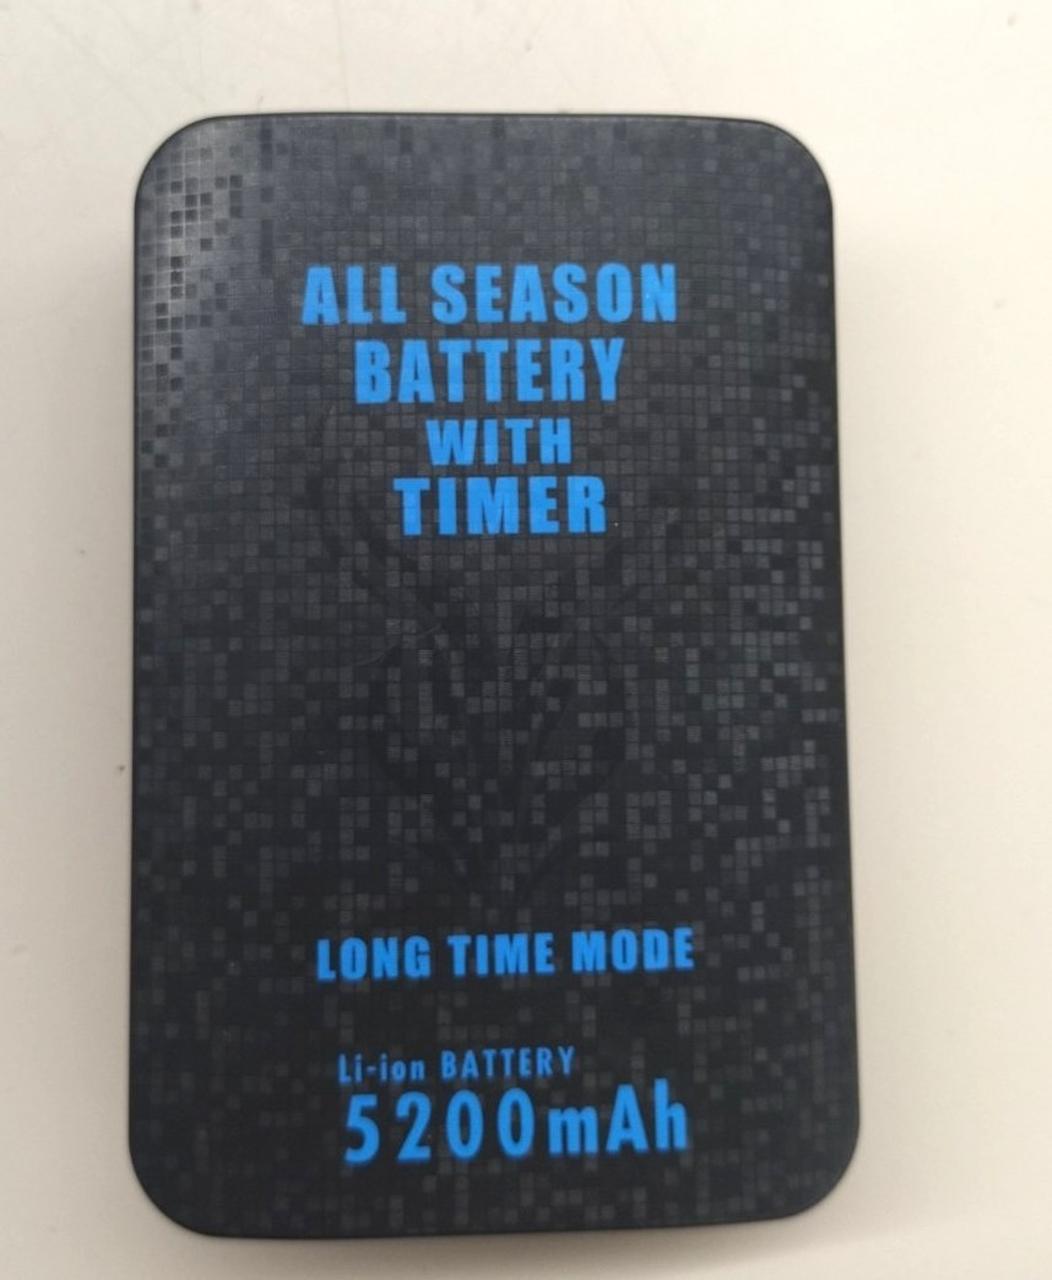 ALL SEASON
BATTERY
WITH
TIMER
LONG TIME MODE
Li-ion BATTERY
5200mAh